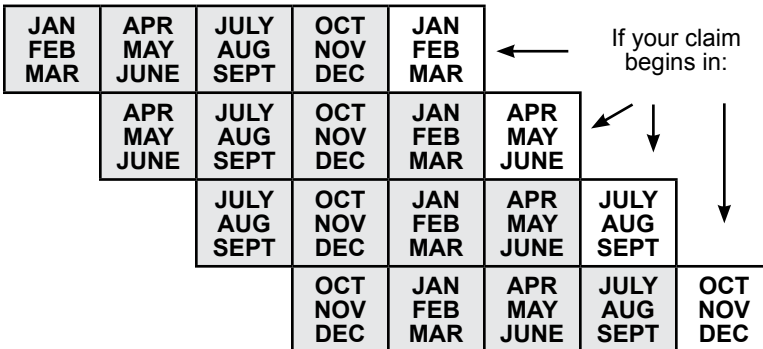 JAN APR JULY OCT JAN
FEB MAY AUG NOV FEB
MAR JUNE SEPT DEC MAR
If your claim
begins in:
APR JULY OCT JAN APR
MAY AUG NOV FEB MAY
JUNE SEPT DEC MAR JUNE
JULY OCT JAN APR JULY
AUG NOV FEB MAY AUG
SEPT DEC MAR JUNE SEPT
OCT JAN APR JULY OCT
NOV FEB MAY AUG NOV
DEC MAR JUNE SEPT DEC